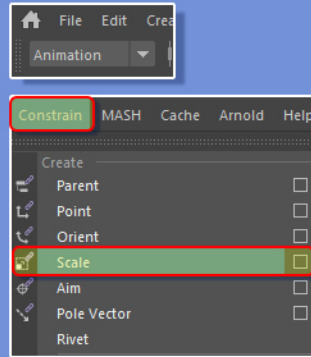 File Edit Crea
Animation
Constrain MASH Cache Arnold Help
Create
Parent
Point
Orient
Scale
Aim
Pole Vector
Rivet